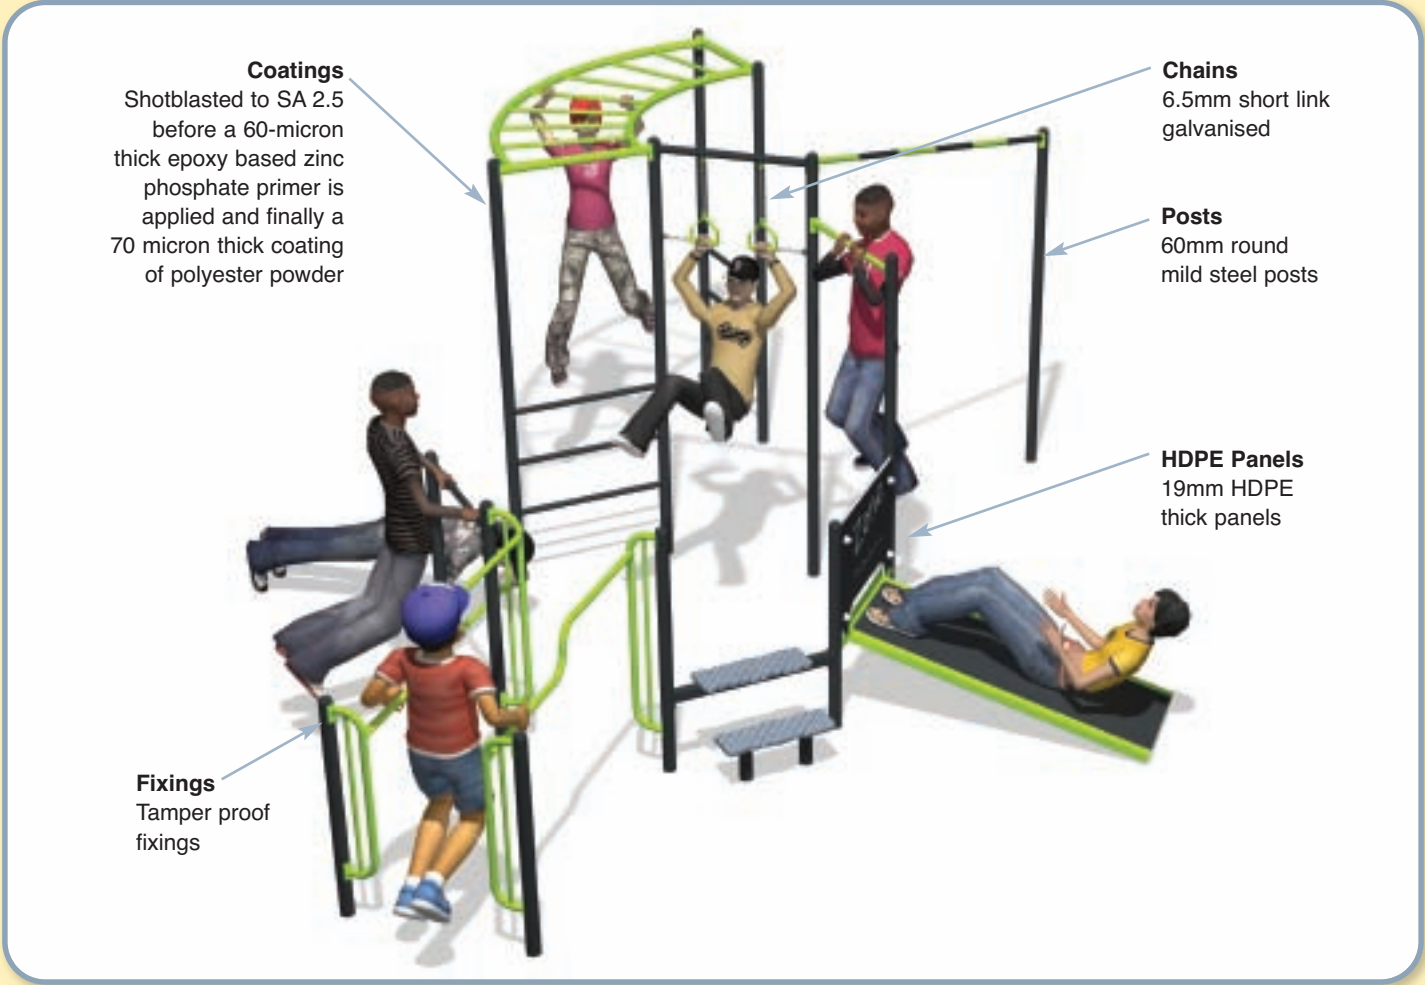 Coatings
Shotblasted to SA 2.5
before a 60-micron
thick epoxy based zinc
phosphate primer is
applied and finally a
70 micron thick coating
of polyester powder
Chains
6.5mm short link
galvanised
Posts
60mm round
mild steel posts
HDPE Panels
19mm HDPE
thick panels
Fixings
Tamper proof
fixings